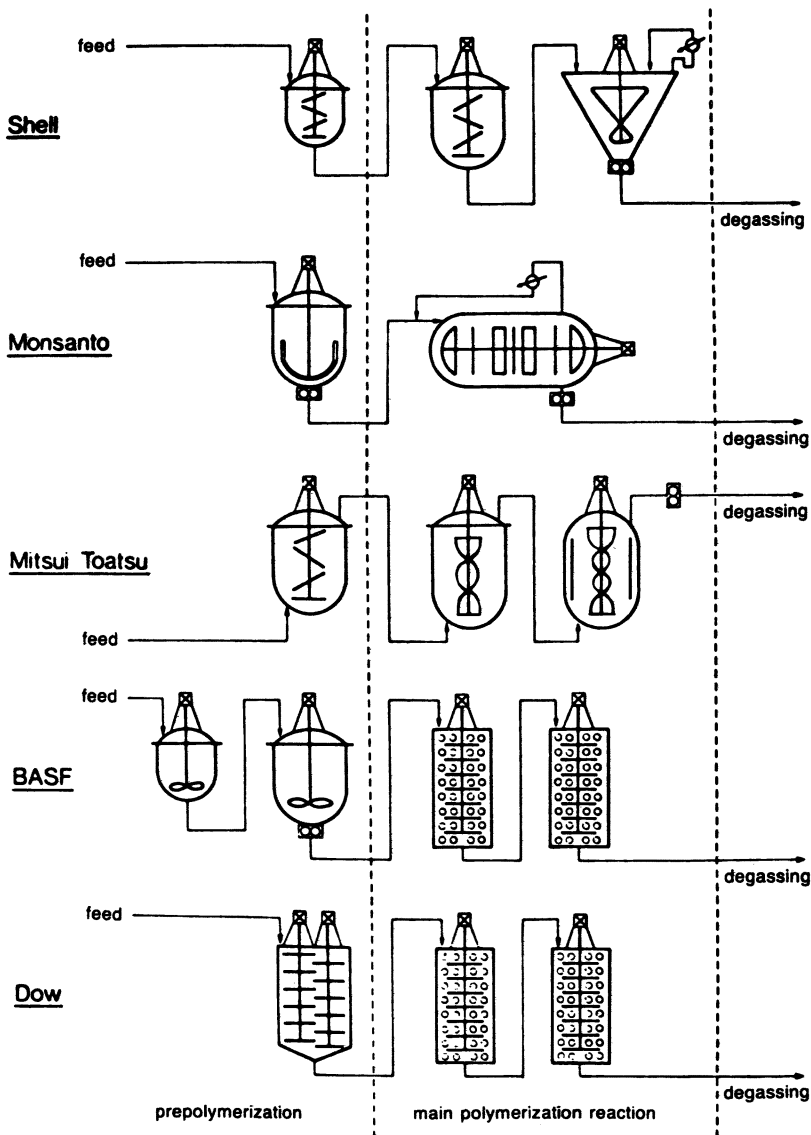 feed
Shell
degassing
feed
Monsanto
degassing
degassing
Mitsui Toatsu
feed
feed
BASF
degassing
feed
Dow
degassing
prepolymerization
main polymerization reaction